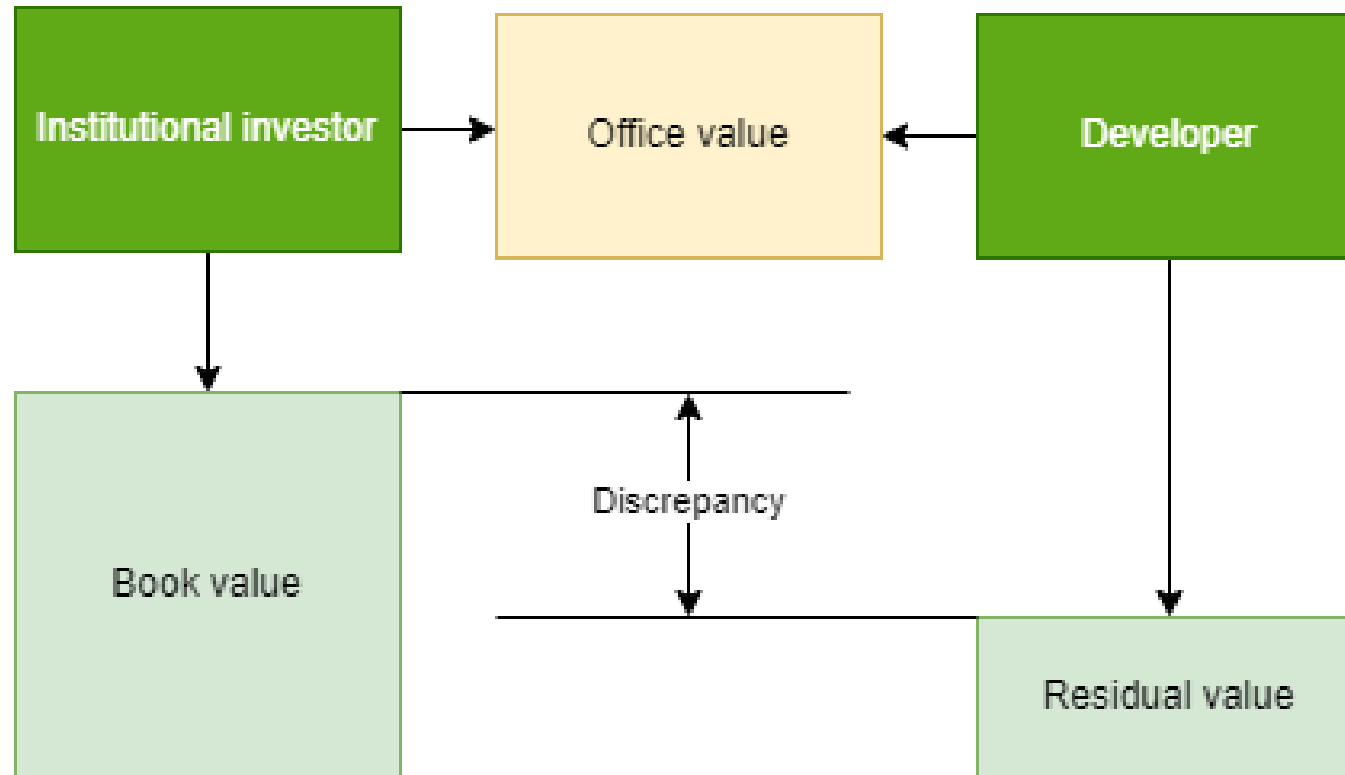 Institutional investor
Office value
Developer
Discrepancy
Book value
Residual value